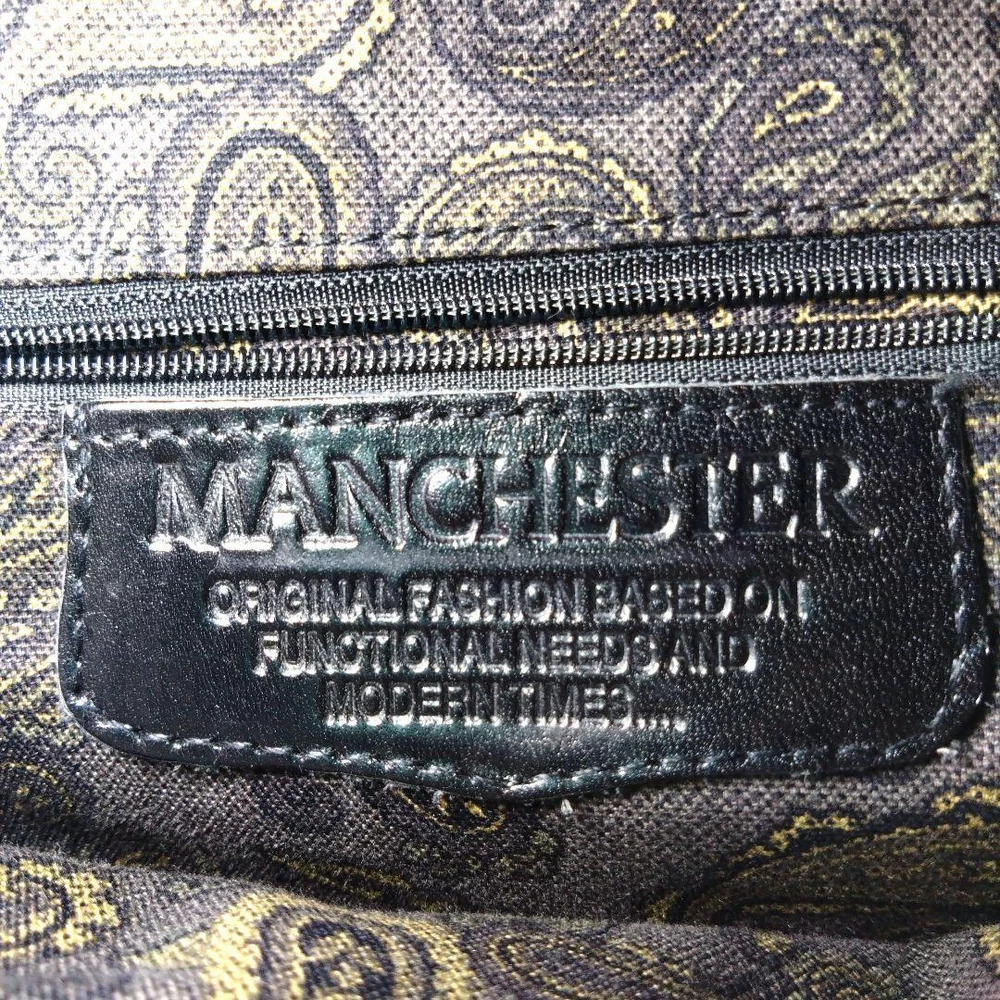 MANCHESTER
ORIGINAL FASHION BASED ON
FUNCTIONAL NEEDS AND
MODERN TIMES....